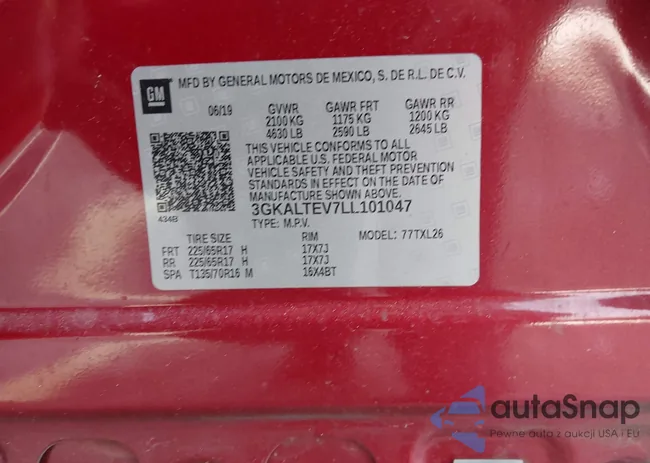 GM
MFD BY GENERAL MOTORS DE MEXICO, S. DE R.L. DE C.V.
06/19 GVWR GAWR FRT GAWR RR
2100 KG 1175 KG 1200 KG
4630 LB 2590 LB 2645 LB
THIS VEHICLE CONFORMS TO ALL
APPLICABLE U.S. FEDERAL MOTOR
VEHICLE SAFETY AND THEFT PREVENTION
STANDARDS IN EFFECT ON THE DATE OF
MANUFACTURE SHOWN ABOVE.
434B
3GKALTEV7LL101047
TYPE: M.P.V. MODEL: 77TXL26
TIRE SIZE RIM
FRT 225/65R17 H 17X7J
RR 225/65R17 H 17X7J
SPA T135/70R16 M 16X4BT
autaSnap
Pewne auto z aukcji USA i EU